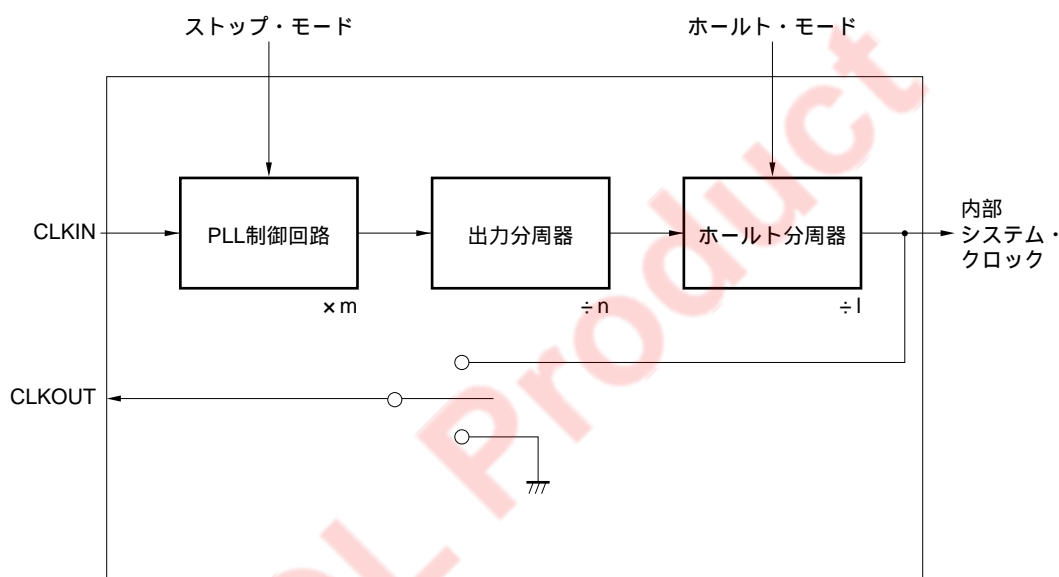 ストップ・モード
ホールト・モード
CLKIN
PLL制御回路
出力分周器
ホールト分周器
内部
システム・
クロック
×m
÷n
÷l
CLKOUT
L Product